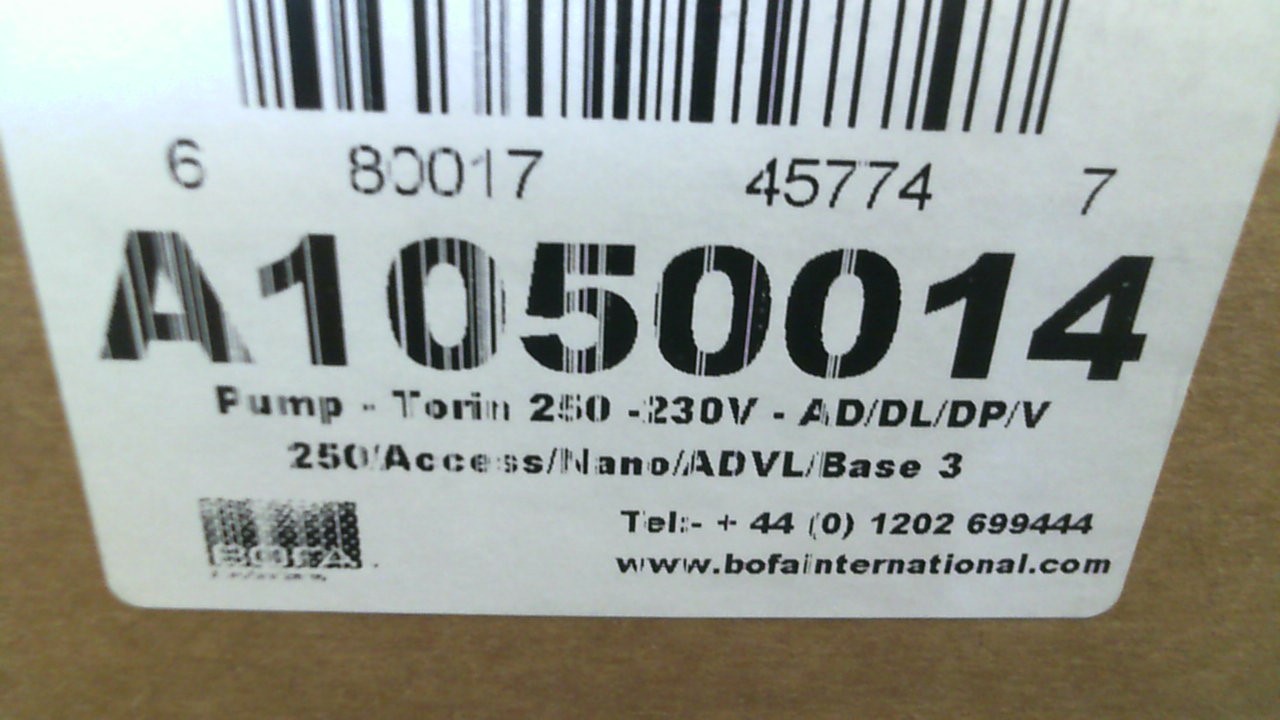 6 80017 45774 7
A1050014
Pump - Torin 250 -230V - AD/DL/DP/V
250/Access/Nano/ADVL/Base 3
BOFA
Tel:- + 44 (0) 1202 699444
www.bofainternational.com